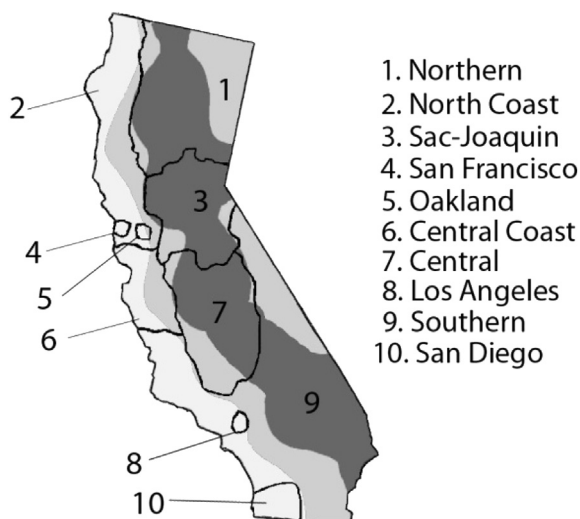 1
2
3
4
5
6
7
8
9
10
1. Northern
2. North Coast
3. Sac-Joaquin
4. San Francisco
5. Oakland
6. Central Coast
7. Central
8. Los Angeles
9. Southern
10. San Diego